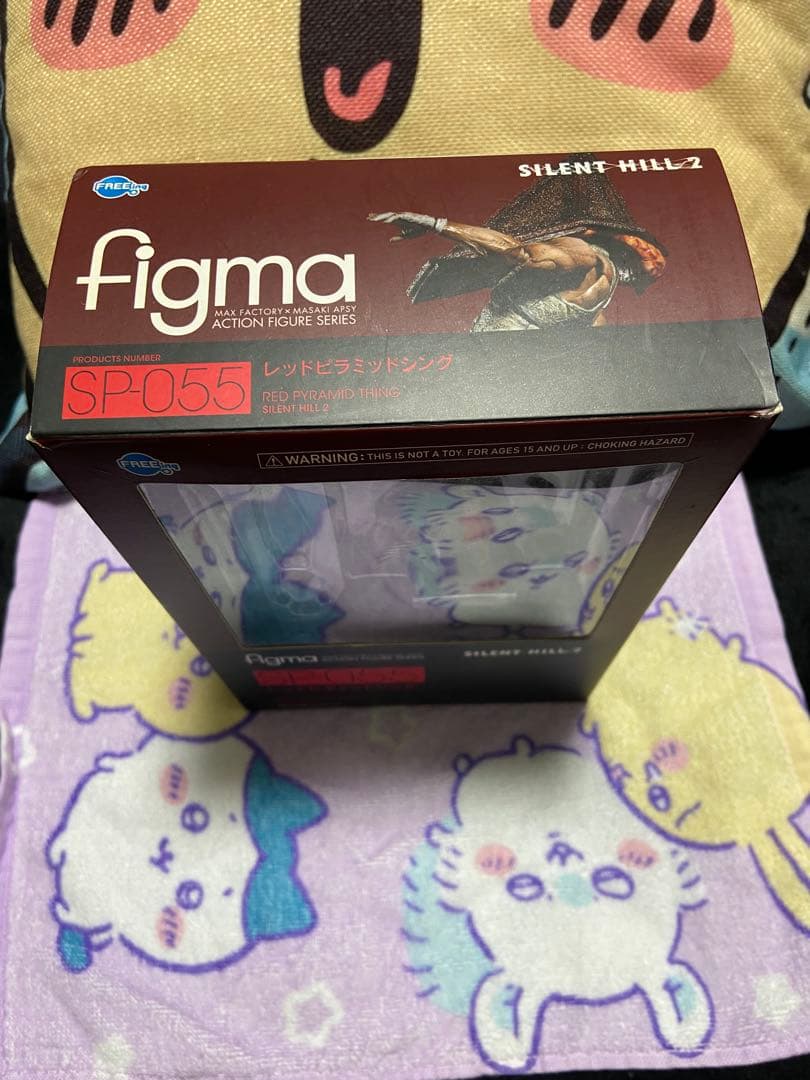 FREEing
SILENT HILL 2
figma
MAX FACTORY × MASAKI APSY
ACTION FIGURE SERIES
PRODUCTS NUMBER
SP-055
レッドピラミッドシング
RED PYRAMID THING
SILENT HILL 2
FREEing
WARNING: THIS IS NOT A TOY. FOR AGES 15 AND UP : CHOKING HAZARD
figma
SILENT HILL 2
SP-055